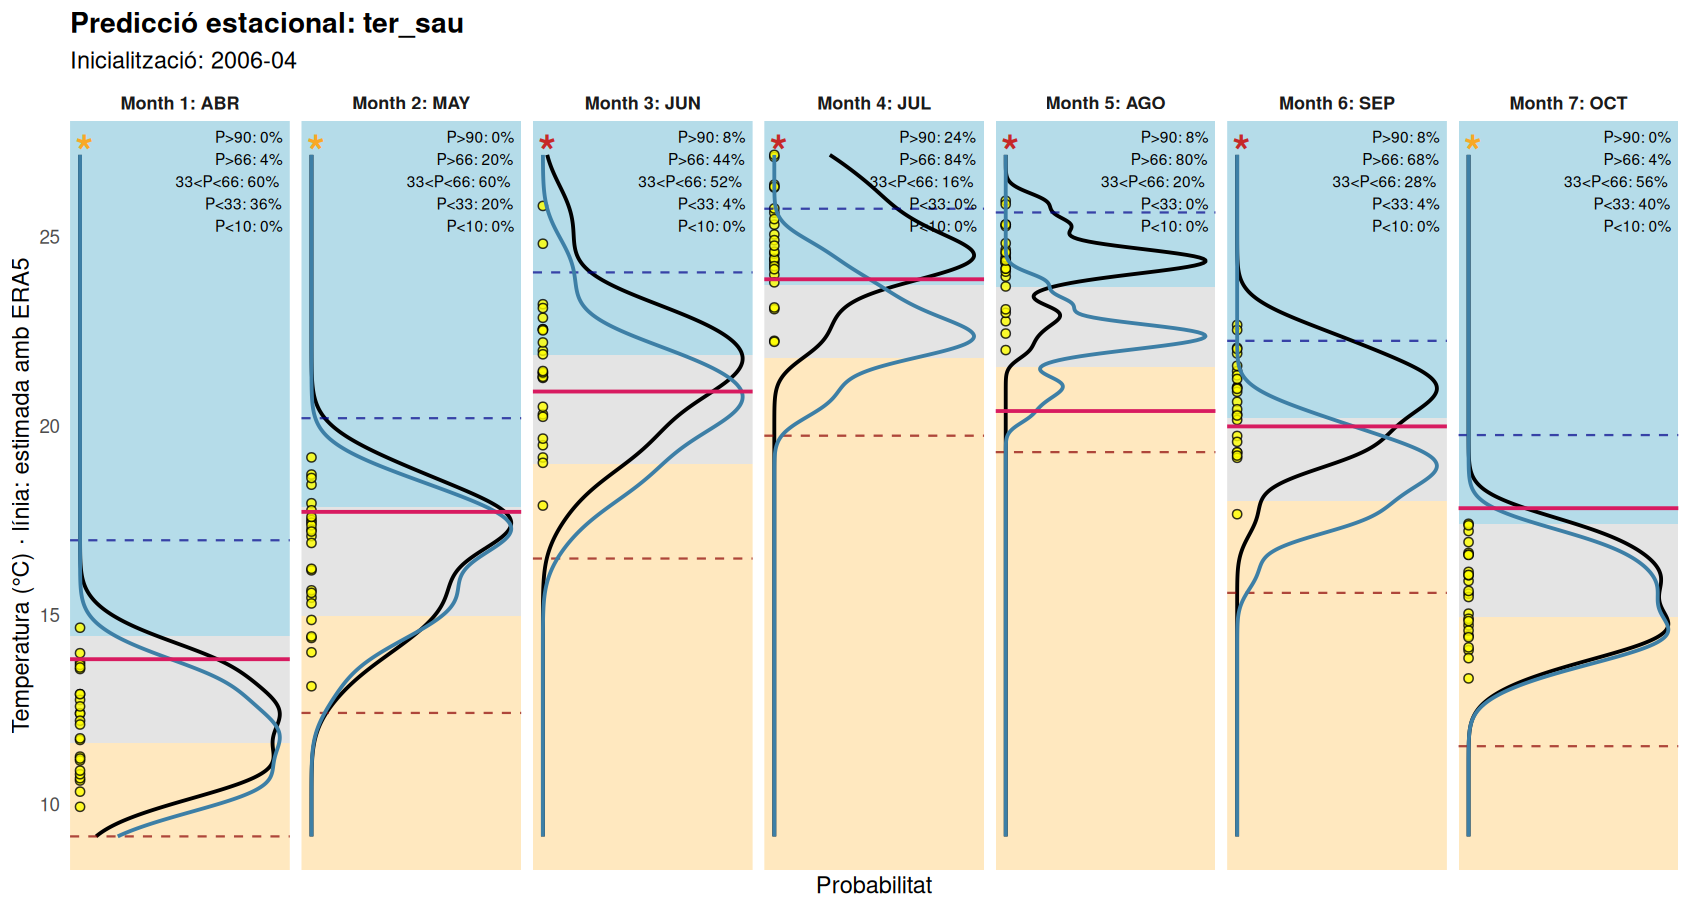 Predicció estacional: ter_sau
Inicialització: 2006-04
Month 1: ABR
Month 2: MAY
Month 3: JUN
Month 4: JUL
Month 5: AGO
Month 6: SEP
Month 7: OCT
*
P>90: 0%
P>66: 4%
33<P<66: 60%
P<33: 36%
P<10: 0%
*
P>90: 0%
P>66: 20%
33<P<66: 60%
P<33: 20%
P<10: 0%
*
P>90: 8%
P>66: 44%
33<P<66: 52%
P<33: 4%
P<10: 0%
*
P>90: 24%
P>66: 84%
33<P<66: 16%
P<33: 0%
P<10: 0%
*
P>90: 8%
P>66: 80%
33<P<66: 20%
P<33: 0%
P<10: 0%
*
P>90: 8%
P>66: 68%
33<P<66: 28%
P<33: 4%
P<10: 0%
*
P>90: 0%
P>66: 4%
33<P<66: 56%
P<33: 40%
P<10: 0%
25
20
15
10
Temperatura (°C) · línia: estimada amb ERA5
Probabilitat